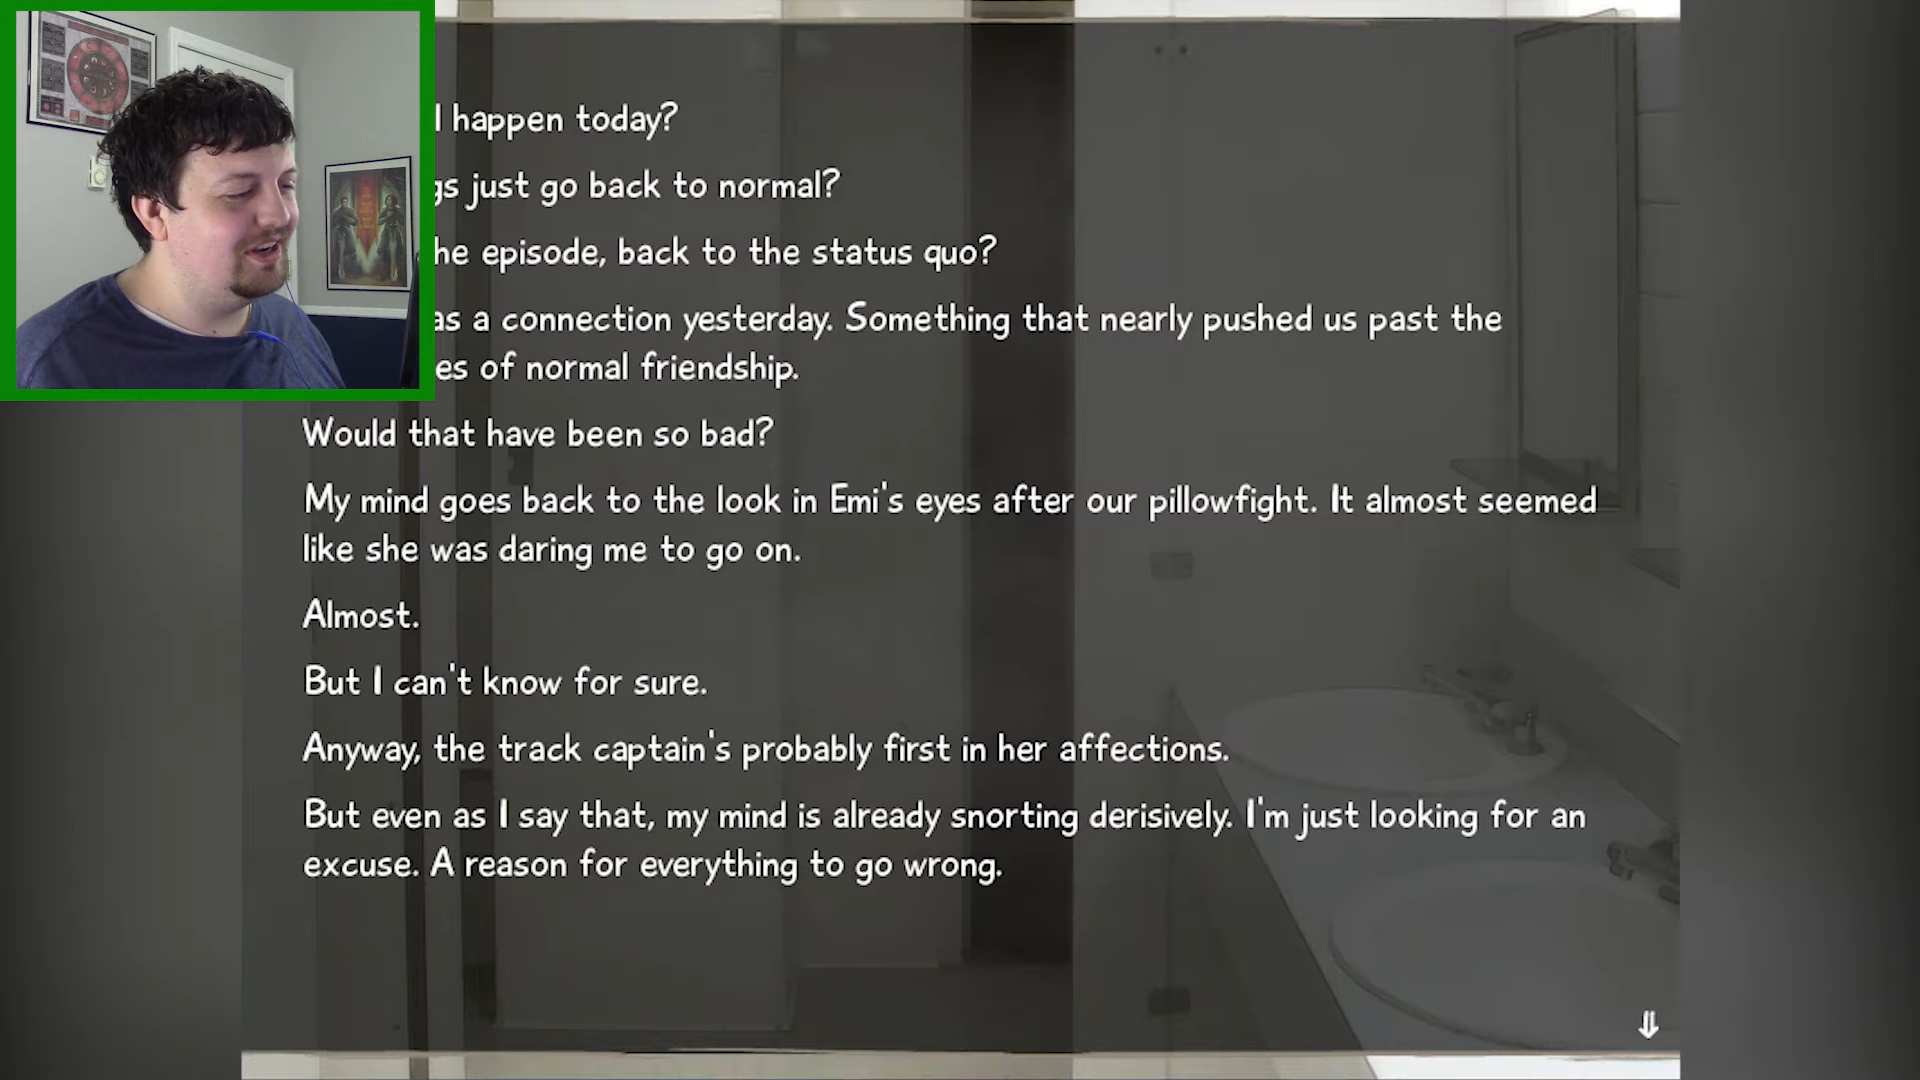 happen today?
just go back to normal?
episode, back to the status quo?
a connection yesterday. Something that nearly pushed us past the
of normal friendship.
Would that have been so bad?
My mind goes back to the look in Emi's eyes after our pillowfight. It almost seemed
like she was daring me to go on.
Almost.
But I can't know for sure.
Anyway, the track captain's probably first in her affections.
But even as I say that, my mind is already snorting derisively. I'm just looking for an
excuse. A reason for everything to go wrong.